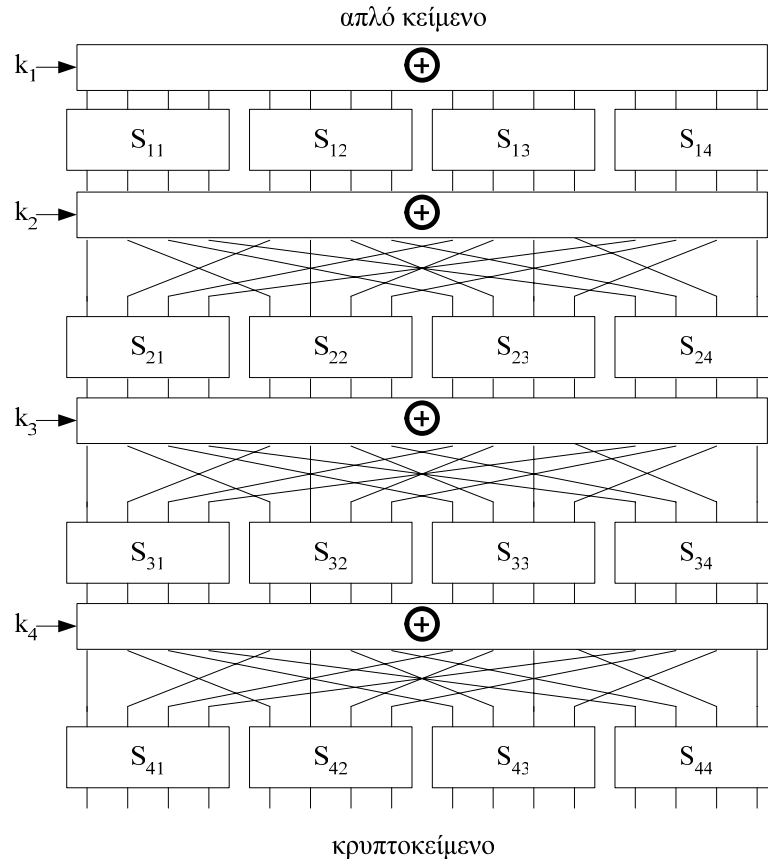 απλό κείμενο
k1 ⊕
S11 S12 S13 S14
k2 ⊕
S21 S22 S23 S24
k3 ⊕
S31 S32 S33 S34
k4 ⊕
S41 S42 S43 S44
κρυπτοκείμενο